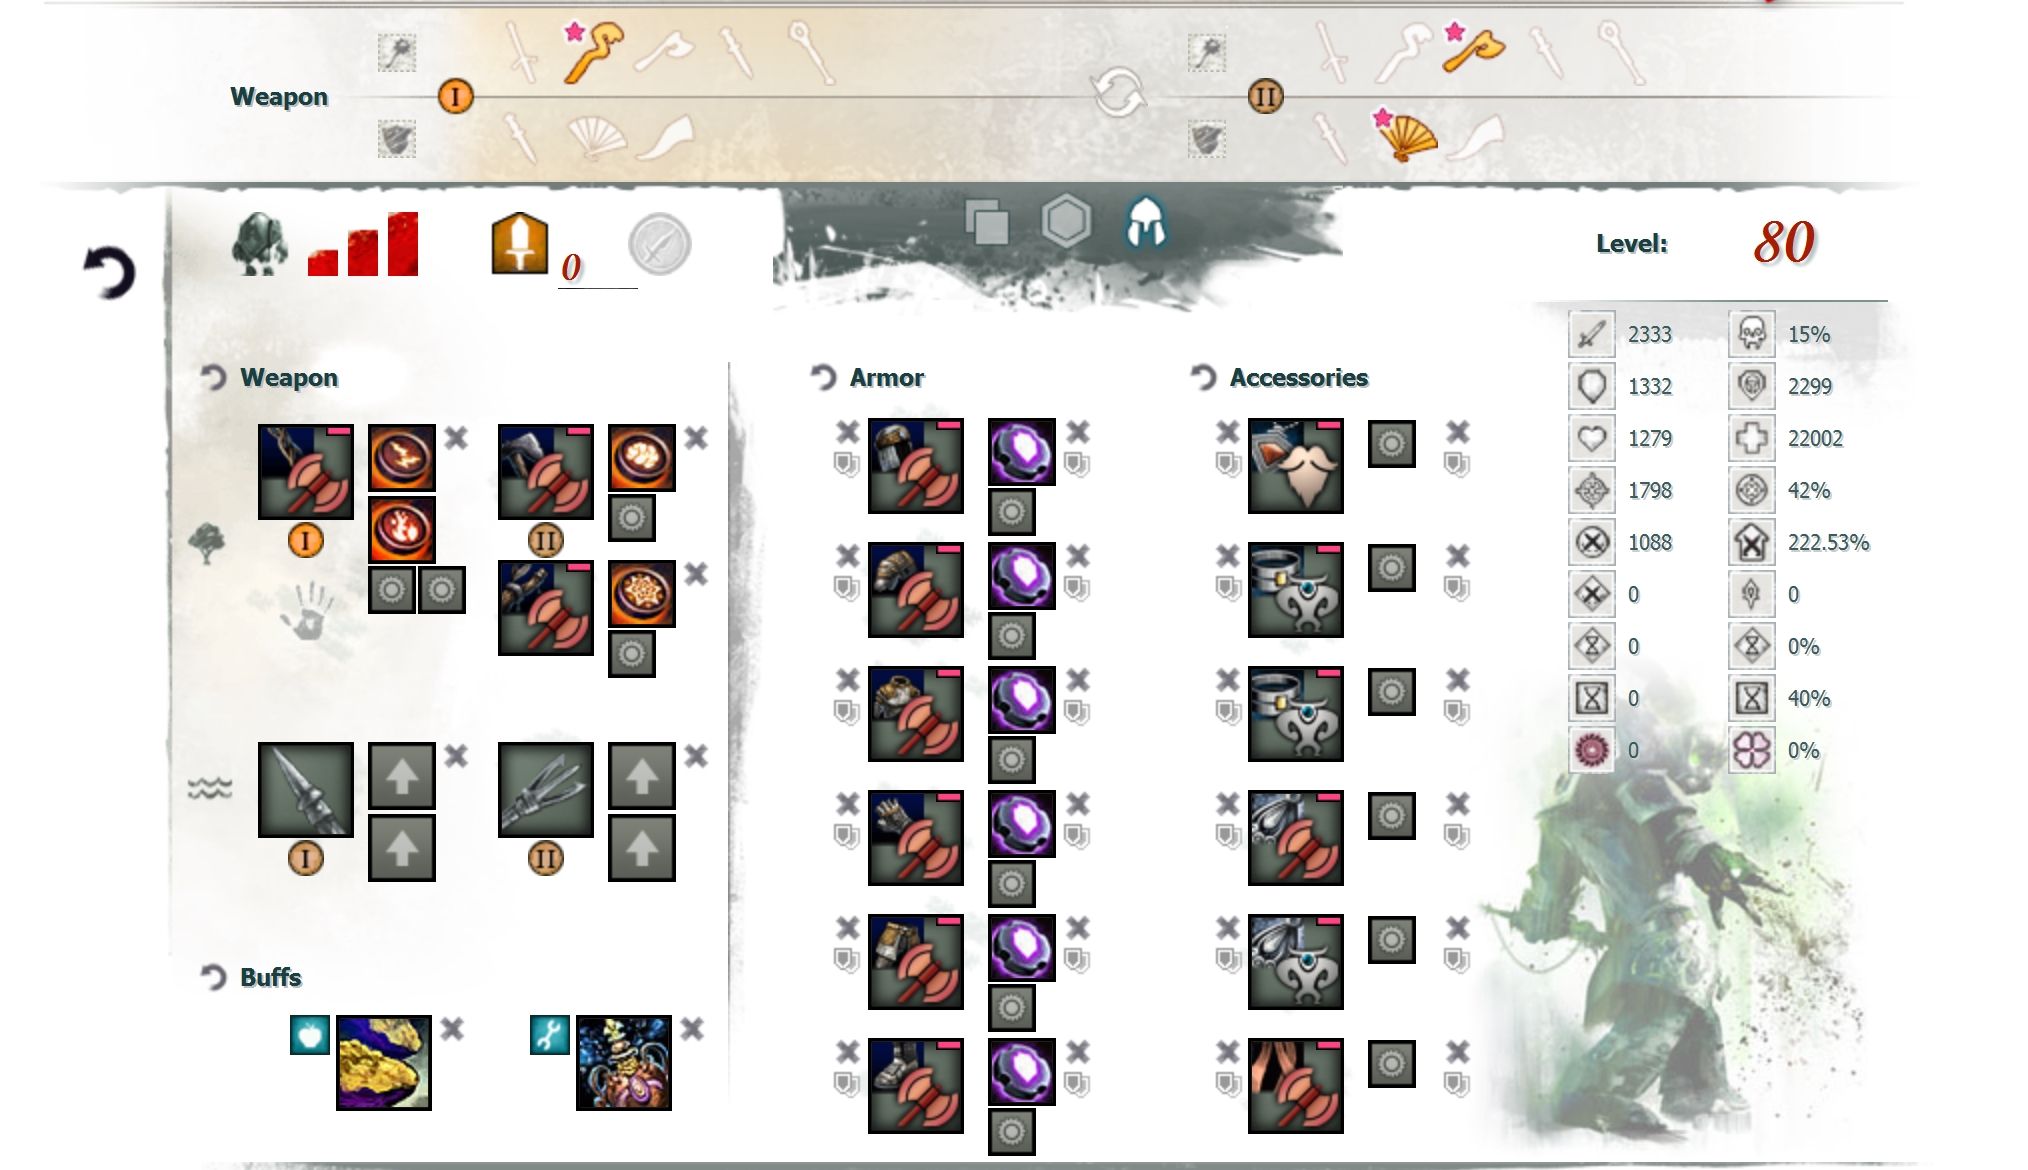 Weapon
I
II
0
Level: 80
Weapon
Armor
Accessories
I
II
I
II
Buffs
2333 15%
1332 2299
1279 22002
1798 42%
1088 222.53%
0 0
0 0%
0 40%
0 0%